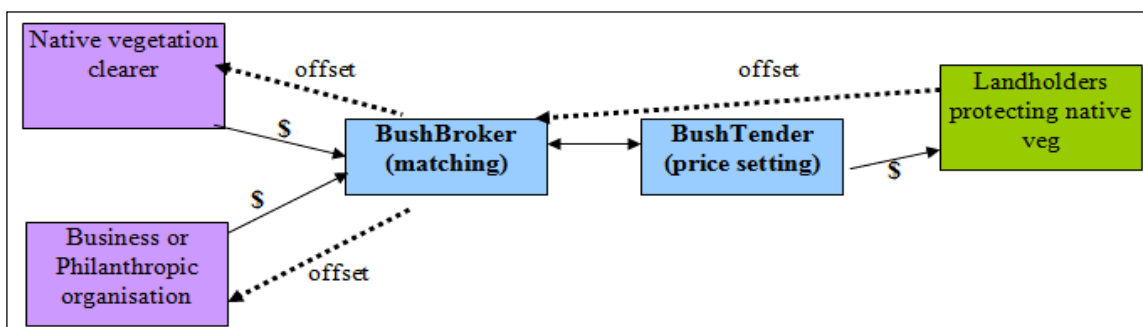 Native vegetation
clearer
offset
offset
Landholders
protecting native
veg
$
BushBroker
(matching)
BushTender
(price setting)
$
$
Business or
Philanthropic
organisation
offset